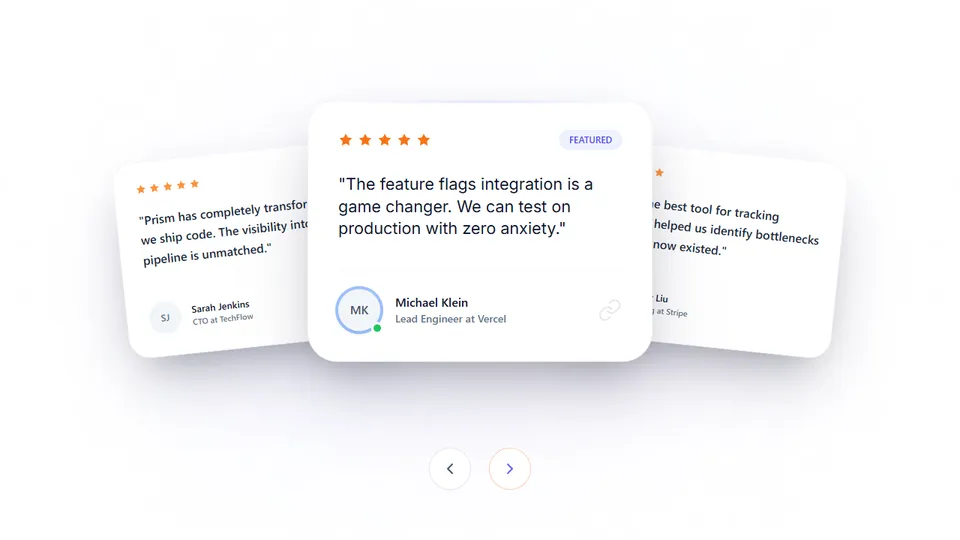 "Prism has completely
we ship code. The visibility
pipeline is unmatched."
SJ
Sarah Jenkins
CTO at TechFlow
FEATURED
"The feature flags integration is a
game changer. We can test on
production with zero anxiety."
MK
Michael Klein
Lead Engineer at Vercel
best tool for tracking
helped us identify bottlenecks
now existed."
Liu
at Stripe